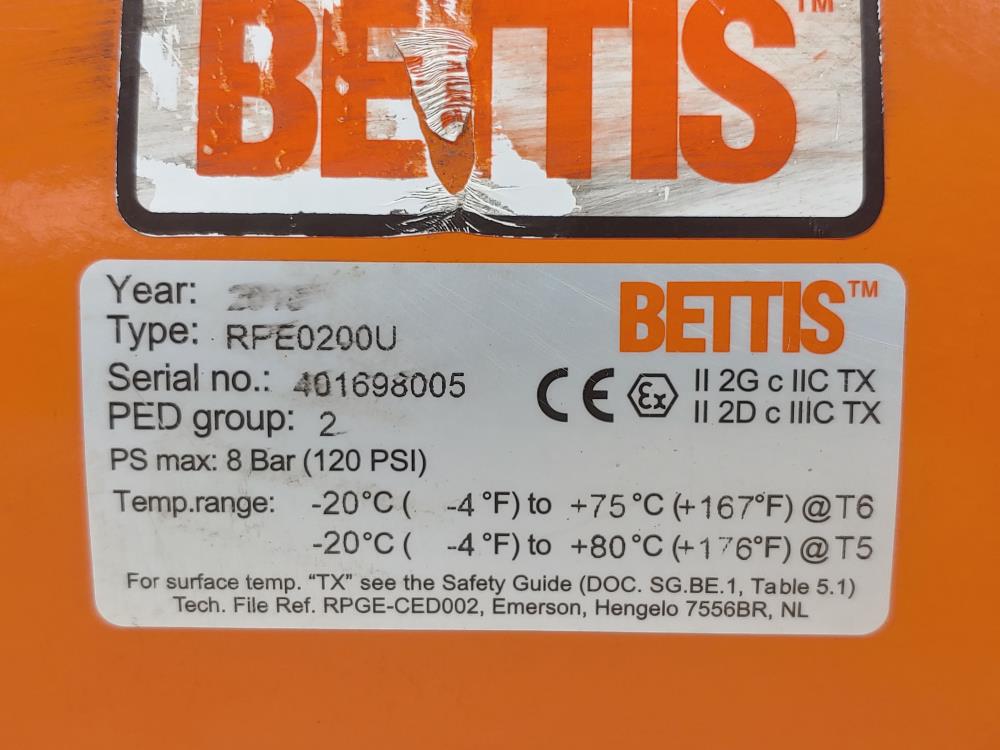 BETTIS™
Year:
BETTIS™
Type: RPE0200U
Serial no.: 401698005
CE Ex II 2G c IIC TX
II 2D c IIIC TX
PED group: 2
PS max: 8 Bar (120 PSI)
Temp.range: -20°C ( -4 °F) to +75°C (+167°F) @T6
-20°C ( -4 °F) to +80°C (+176°F) @T5
For surface temp. “TX” see the Safety Guide (DOC. SG.BE.1, Table 5.1)
Tech. File Ref. RPGE-CED002, Emerson, Hengelo 7556BR, NL